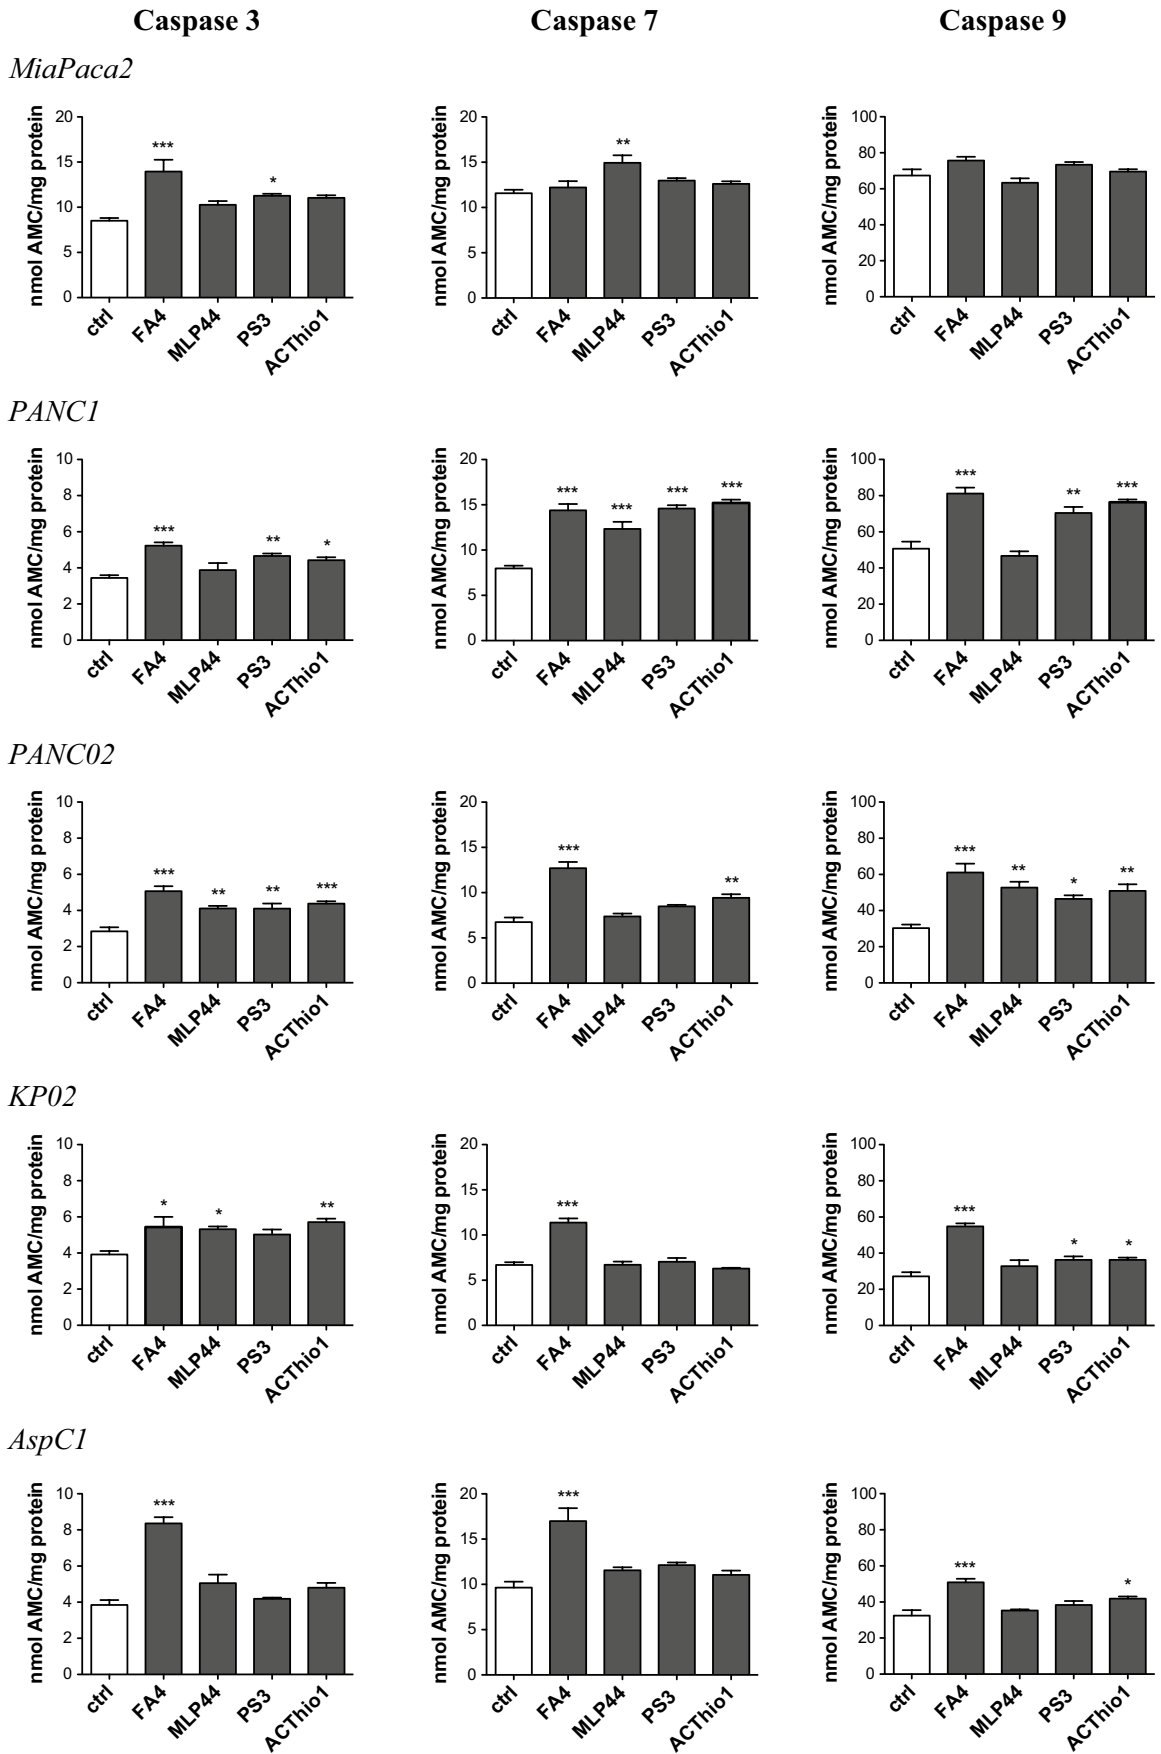 Caspase 3 Caspase 7 Caspase 9
MiaPaca2
nmol AMC/mg protein
20
15
10
5
0
***
*
ctrl FA4 MLP44 PS3 ACThio1
nmol AMC/mg protein
20
15
10
5
0
**
ctrl FA4 MLP44 PS3 ACThio1
nmol AMC/mg protein
100
80
60
40
20
0
ctrl FA4 MLP44 PS3 ACThio1
PANC1
nmol AMC/mg protein
10
8
6
4
2
0
*** ** *
ctrl FA4 MLP44 PS3 ACThio1
nmol AMC/mg protein
20
15
10
5
0
*** *** *** ***
ctrl FA4 MLP44 PS3 ACThio1
nmol AMC/mg protein
100
80
60
40
20
0
*** ** ***
ctrl FA4 MLP44 PS3 ACThio1
PANC02
nmol AMC/mg protein
10
8
6
4
2
0
*** ** ** ***
ctrl FA4 MLP44 PS3 ACThio1
nmol AMC/mg protein
20
15
10
5
0
*** **
ctrl FA4 MLP44 PS3 ACThio1
nmol AMC/mg protein
100
80
60
40
20
0
*** ** * **
ctrl FA4 MLP44 PS3 ACThio1
KP02
nmol AMC/mg protein
10
8
6
4
2
0
* * **
ctrl FA4 MLP44 PS3 ACThio1
nmol AMC/mg protein
20
15
10
5
0
***
ctrl FA4 MLP44 PS3 ACThio1
nmol AMC/mg protein
100
80
60
40
20
0
*** * *
ctrl FA4 MLP44 PS3 ACThio1
AspC1
nmol AMC/mg protein
10
8
6
4
2
0
***
ctrl FA4 MLP44 PS3 ACThio1
nmol AMC/mg protein
20
15
10
5
0
***
ctrl FA4 MLP44 PS3 ACThio1
nmol AMC/mg protein
100
80
60
40
20
0
*** *
ctrl FA4 MLP44 PS3 ACThio1